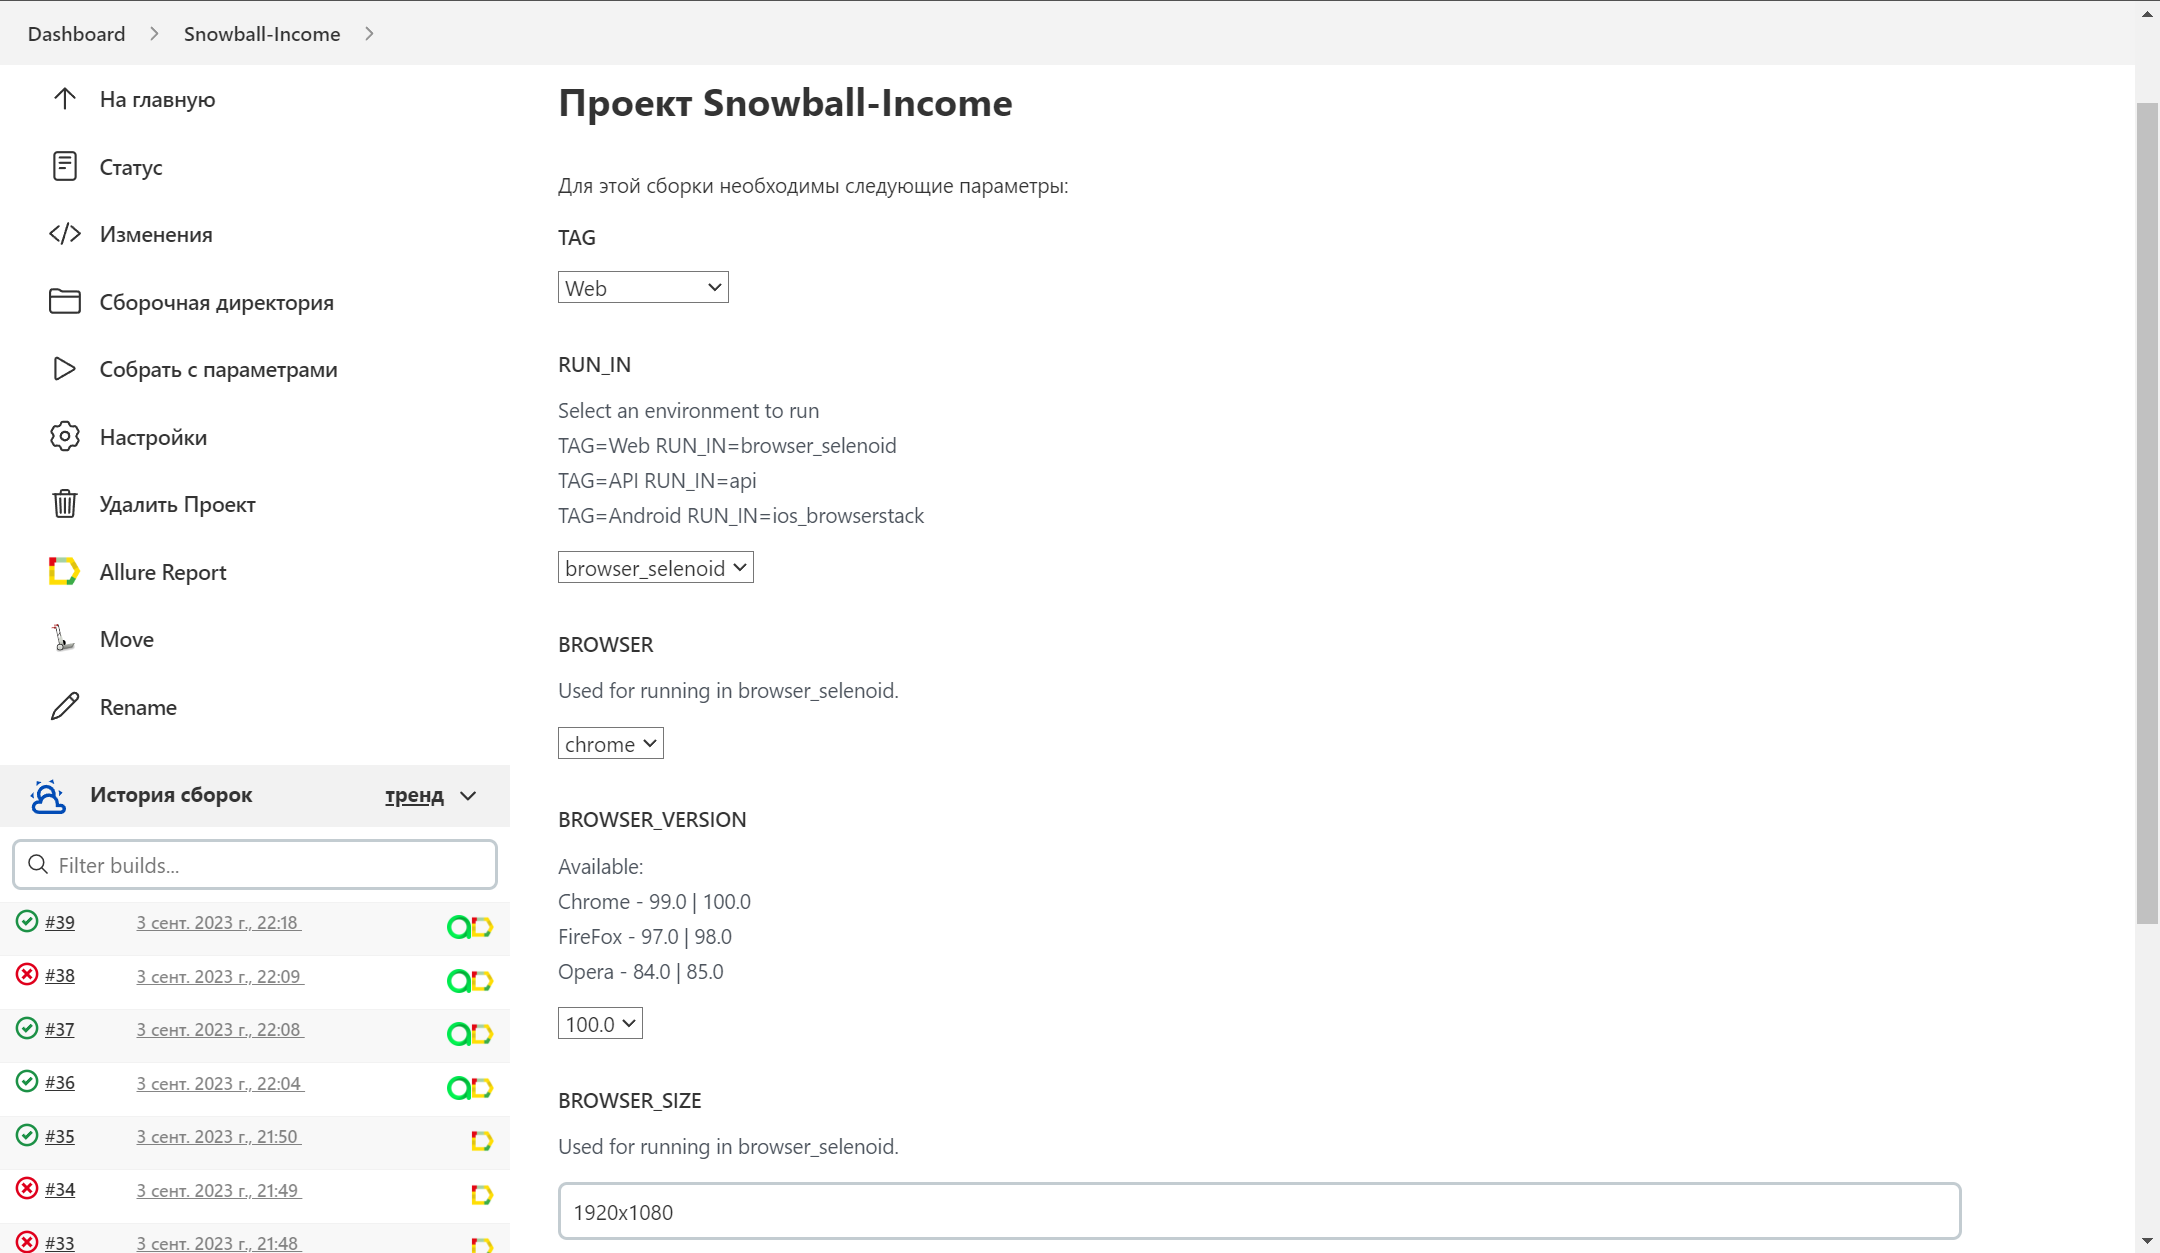 Dashboard
Snowball-Income
На главную
Статус
Изменения
Сборочная директория
Собрать с параметрами
Настройки
Удалить Проект
Allure Report
Move
Rename
История сборок
тренд
Filter builds...
#39 3 сент. 2023 г., 22:18
#38 3 сент. 2023 г., 22:09
#37 3 сент. 2023 г., 22:08
#36 3 сент. 2023 г., 22:04
#35 3 сент. 2023 г., 21:50
#34 3 сент. 2023 г., 21:49
#33 3 сент. 2023 г., 21:48
Проект Snowball-Income
Для этой сборки необходимы следующие параметры:
TAG
Web
RUN_IN
Select an environment to run
TAG=Web RUN_IN=browser_selenoid
TAG=API RUN_IN=api
TAG=Android RUN_IN=ios_browserstack
browser_selenoid
BROWSER
Used for running in browser_selenoid.
chrome
BROWSER_VERSION
Available:
Chrome - 99.0 | 100.0
FireFox - 97.0 | 98.0
Opera - 84.0 | 85.0
100.0
BROWSER_SIZE
Used for running in browser_selenoid.
1920x1080